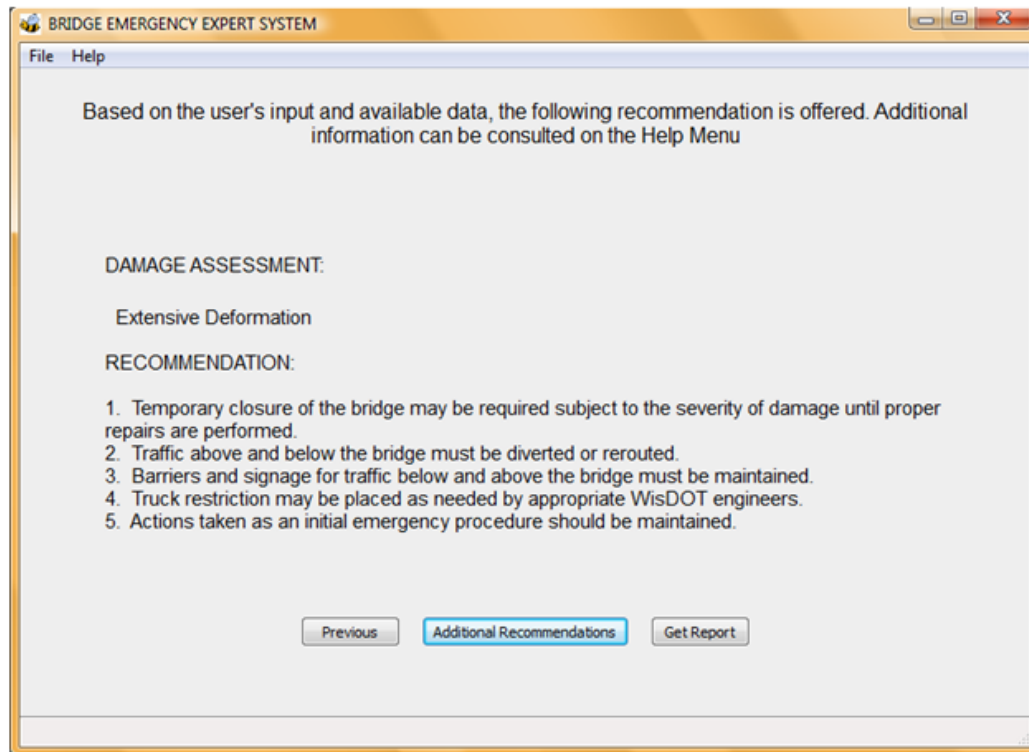 BRIDGE EMERGENCY EXPERT SYSTEM
File Help
Based on the user's input and available data, the following recommendation is offered. Additional
information can be consulted on the Help Menu
DAMAGE ASSESSMENT:
Extensive Deformation
RECOMMENDATION:
1. Temporary closure of the bridge may be required subject to the severity of damage until proper
repairs are performed.
2. Traffic above and below the bridge must be diverted or rerouted.
3. Barriers and signage for traffic below and above the bridge must be maintained.
4. Truck restriction may be placed as needed by appropriate WisDOT engineers.
5. Actions taken as an initial emergency procedure should be maintained.
Previous Additional Recommendations Get Report